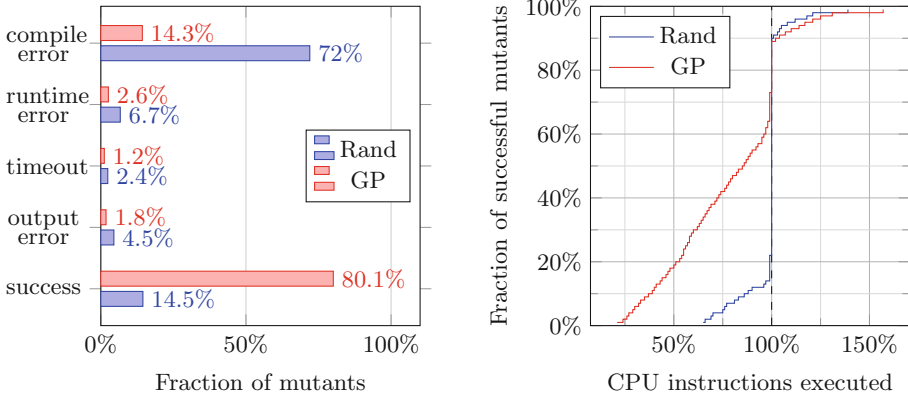 compile
error
14.3%
72%
runtime
error
2.6%
6.7%
timeout
1.2%
2.4%
output
error
1.8%
4.5%
success
80.1%
14.5%
Rand
GP
0%
50%
100%
Fraction of mutants
Fraction of successful mutants
100%
80%
60%
40%
20%
0%
Rand
GP
50%
100%
150%
CPU instructions executed